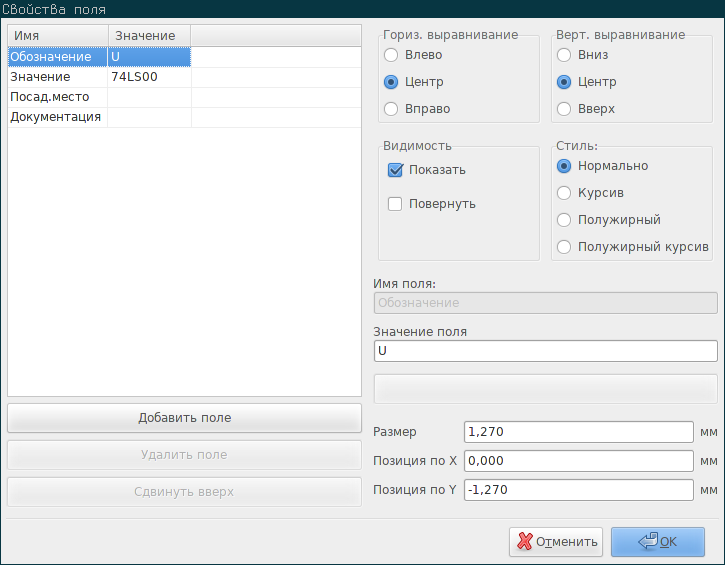 Свойства поля
Имя Значение
Обозначение U
Значение 74LS00
Посад.место
Документация
Добавить поле
Удалить поле
Сдвинуть вверх
Гориз. выравнивание
Влево
Центр
Вправо
Верт. выравнивание
Вниз
Центр
Вверх
Видимость
Показать
Повернуть
Стиль:
Нормально
Курсив
Полужирный
Полужирный курсив
Имя поля:
Обозначение
Значение поля
U
Размер 1,270 мм
Позиция по X 0,000 мм
Позиция по Y -1,270 мм
Отменить OK